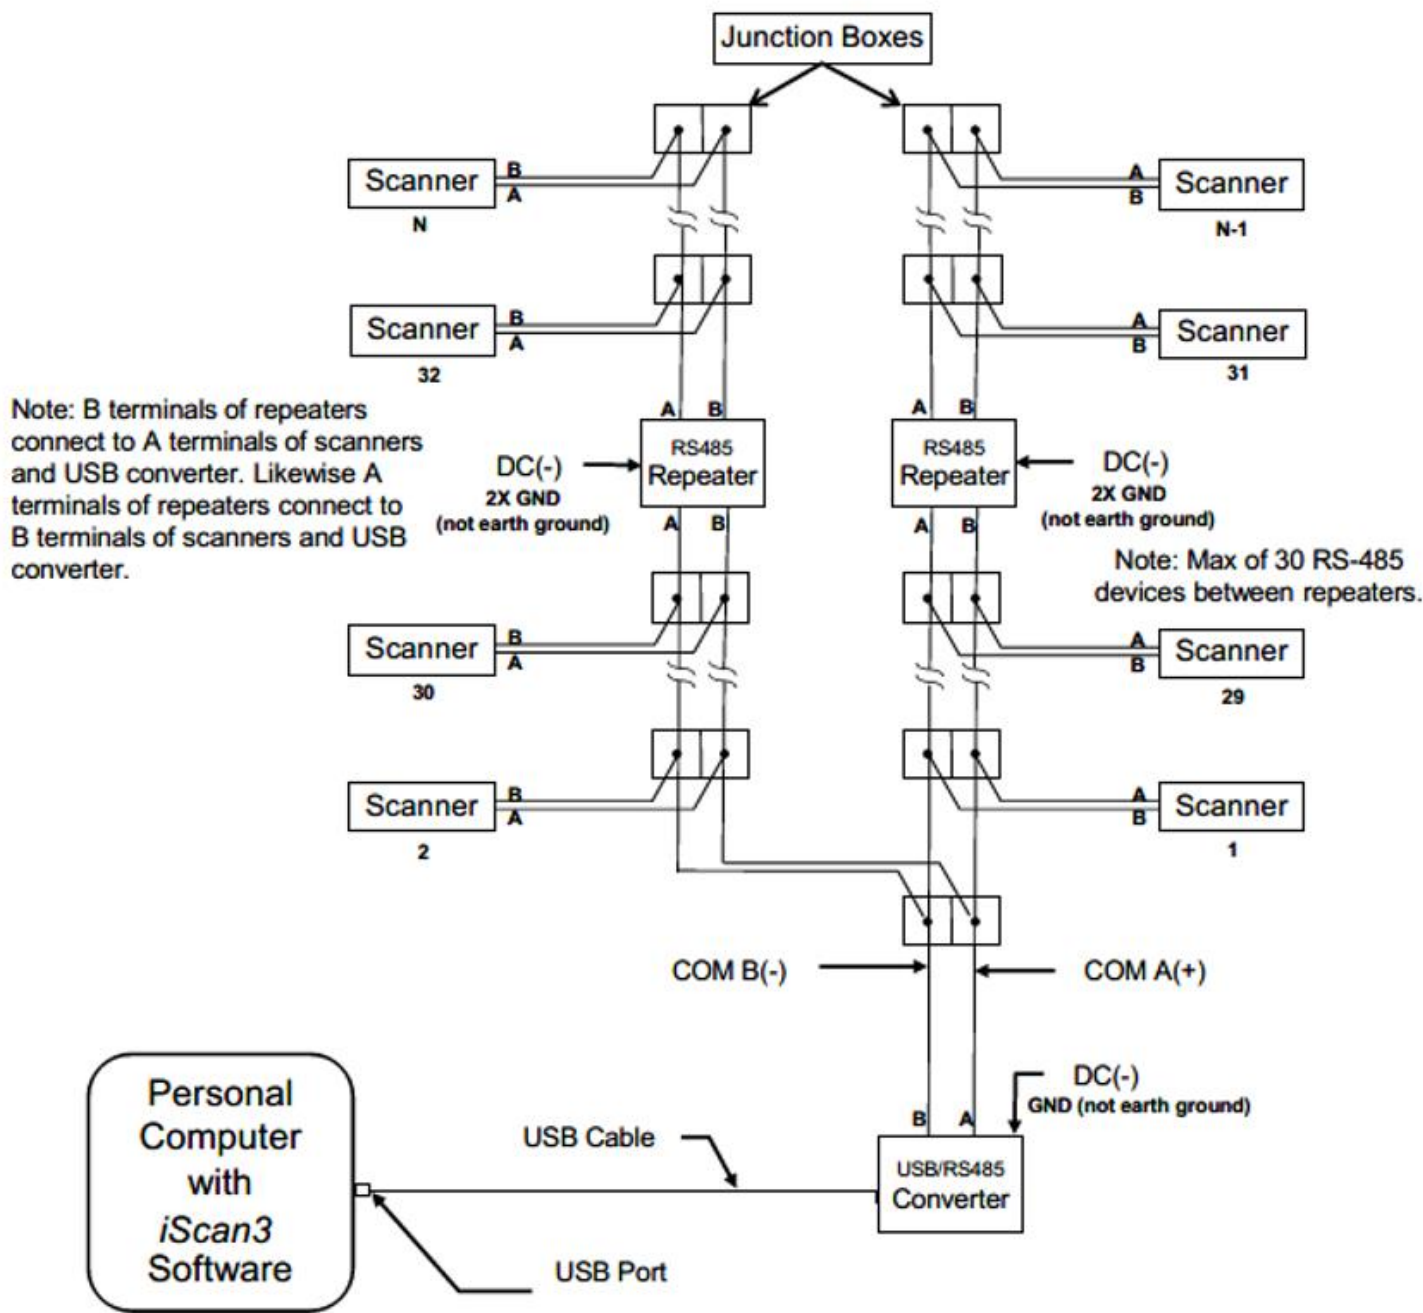 Junction Boxes
Scanner
B
A
N
A
B
Scanner
N-1
Scanner
B
A
32
A
B
Scanner
31
Note: B terminals of repeaters
connect to A terminals of scanners
and USB converter. Likewise A
terminals of repeaters connect to
B terminals of scanners and USB
converter.
A B
RS485
Repeater
A B
DC(-)
2X GND
(not earth ground)
A B
RS485
Repeater
A B
DC(-)
2X GND
(not earth ground)
Note: Max of 30 RS-485
devices between repeaters.
Scanner
B
A
30
A
B
Scanner
29
Scanner
B
A
2
A
B
Scanner
1
COM B(-)
COM A(+)
DC(-)
GND (not earth ground)
B A
USB/RS485
Converter
USB Cable
USB Port
Personal
Computer
with
iScan3
Software